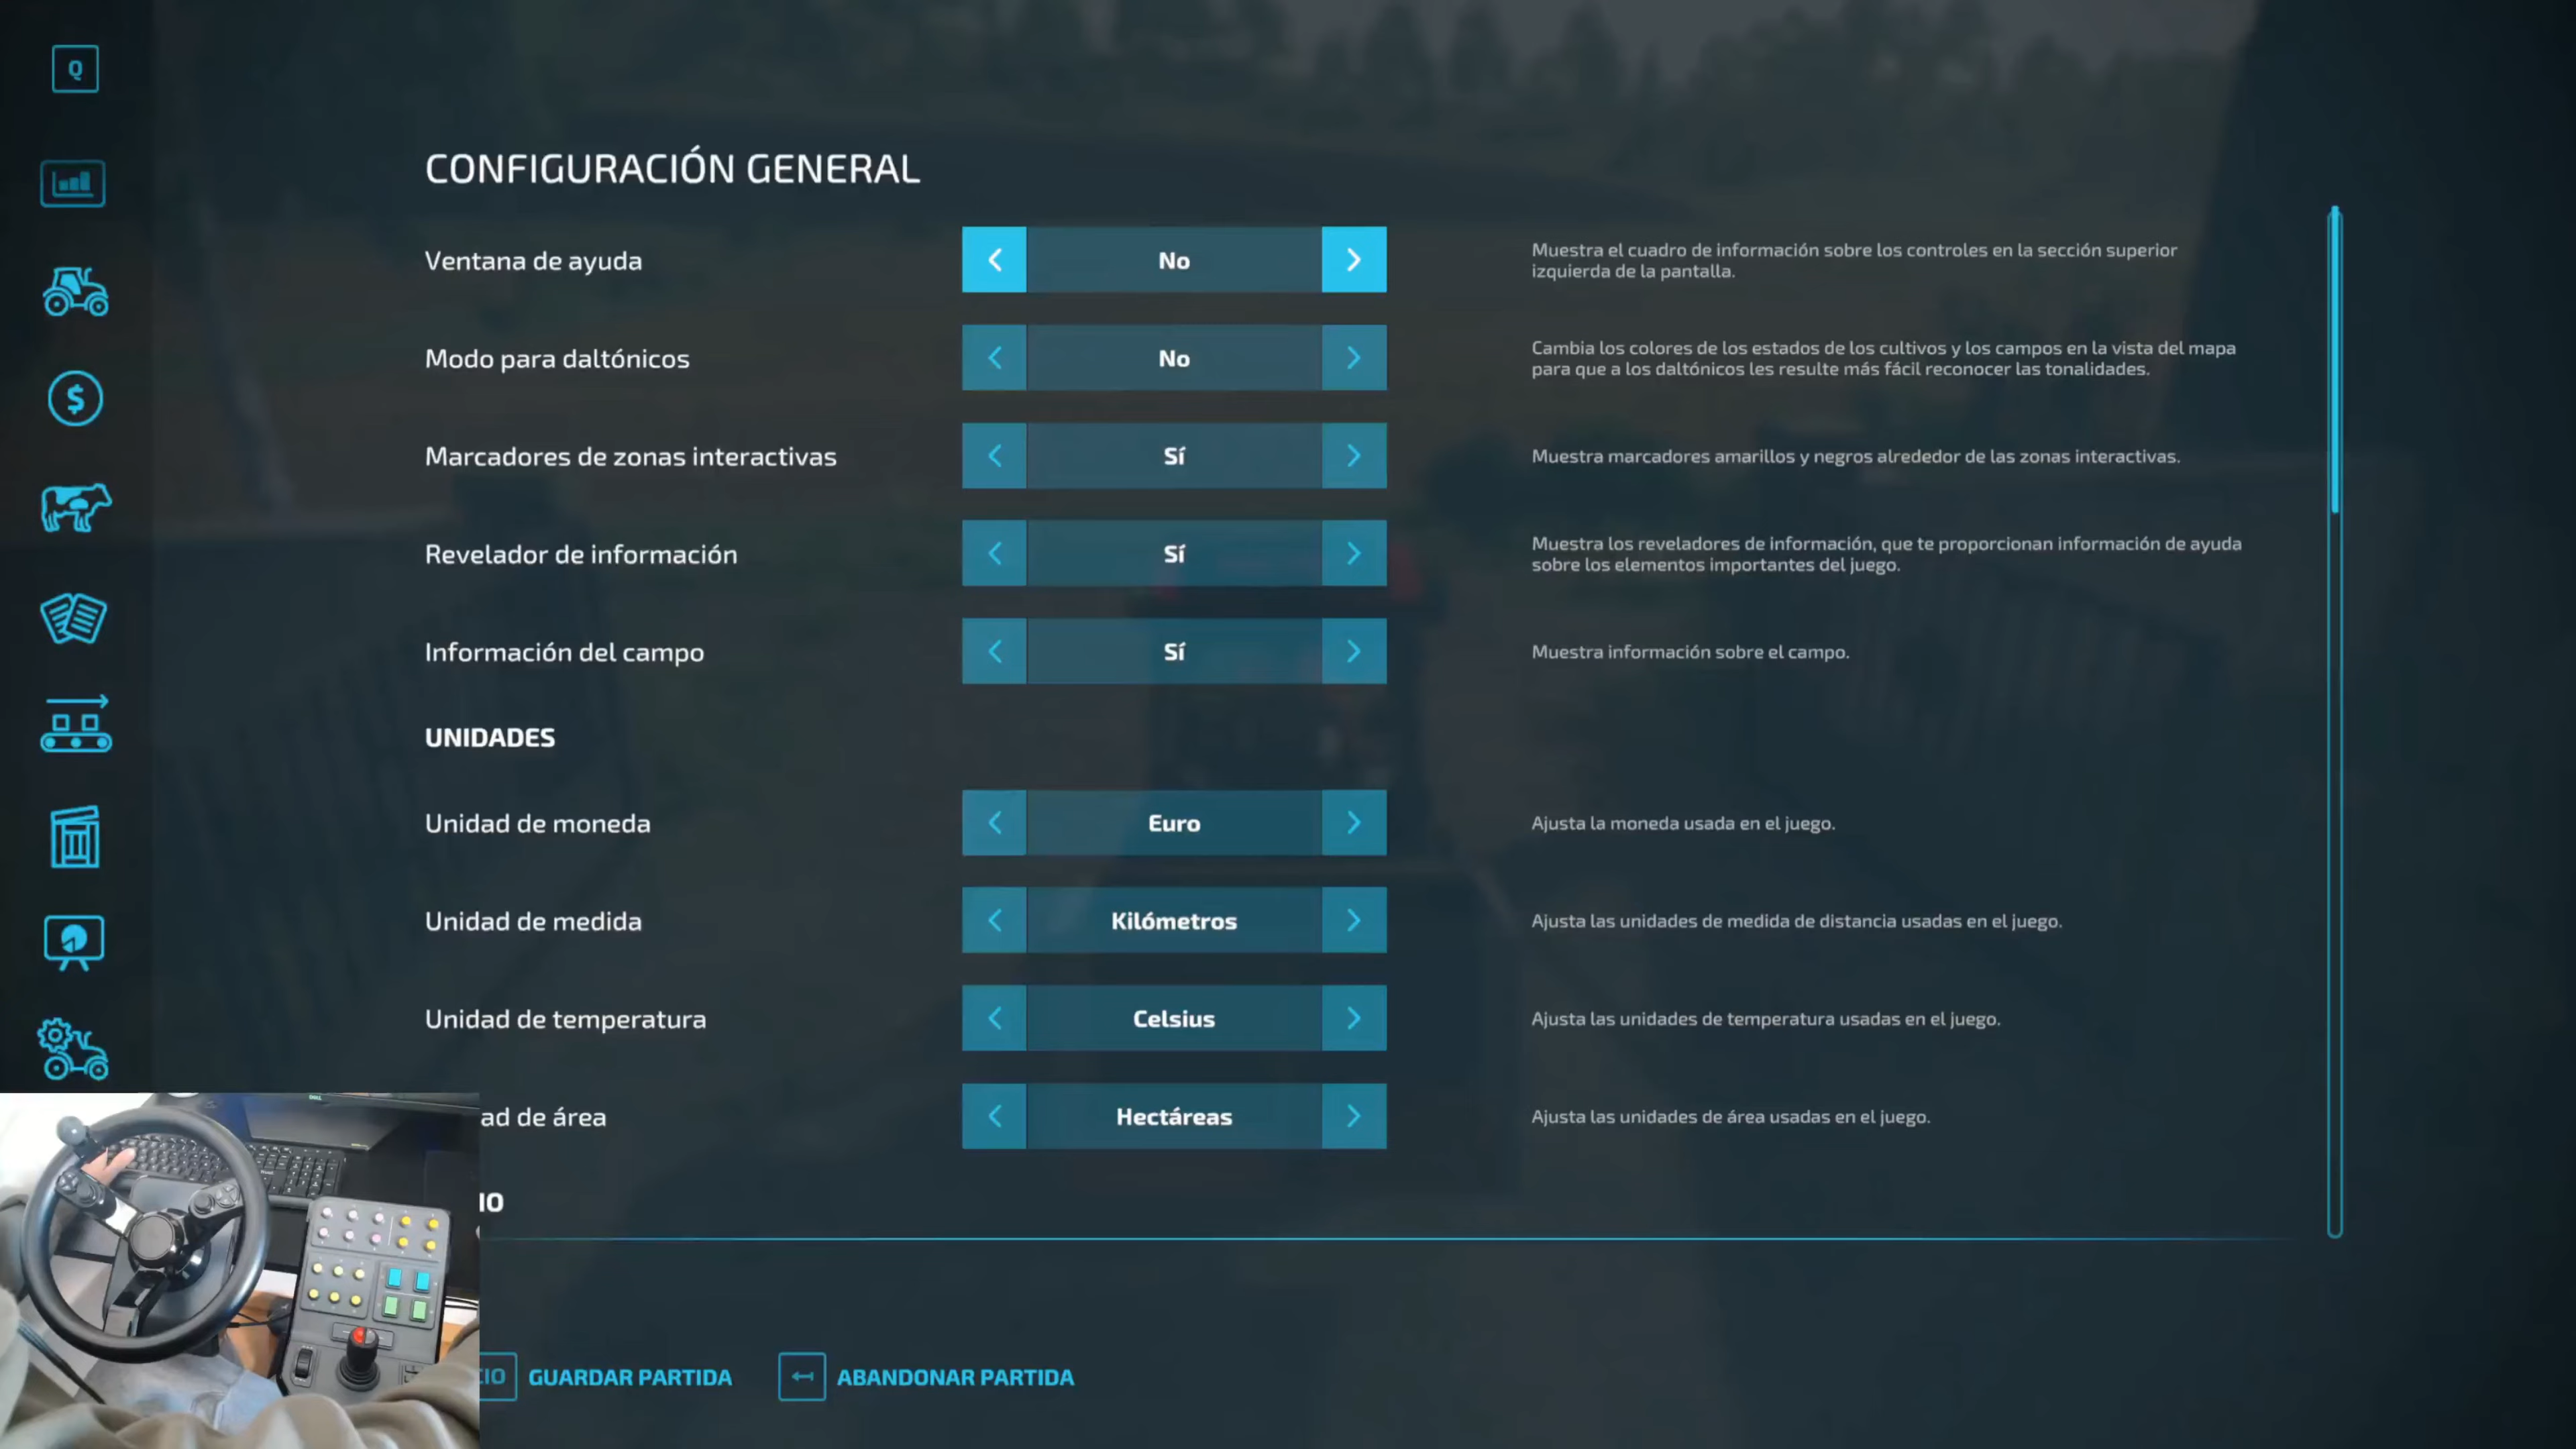 Q
CONFIGURACIÓN GENERAL
Ventana de ayuda
No
Muestra el cuadro de información sobre los controles en la sección superior
izquierda de la pantalla.
Modo para daltónicos
No
Cambia los colores de los estados de los cultivos y los campos en la vista del mapa
para que a los daltónicos les resulte más fácil reconocer las tonalidades.
Marcadores de zonas interactivas
Sí
Muestra marcadores amarillos y negros alrededor de las zonas interactivas.
Revelador de información
Sí
Muestra los reveladores de información, que te proporcionan información de ayuda
sobre los elementos importantes del juego.
Información del campo
Sí
Muestra información sobre el campo.
UNIDADES
Unidad de moneda
Euro
Ajusta la moneda usada en el juego.
Unidad de medida
Kilómetros
Ajusta las unidades de medida de distancia usadas en el juego.
Unidad de temperatura
Celsius
Ajusta las unidades de temperatura usadas en el juego.
ad de área
Hectáreas
Ajusta las unidades de área usadas en el juego.
IO
CIO GUARDAR PARTIDA
ABANDONAR PARTIDA
DELL